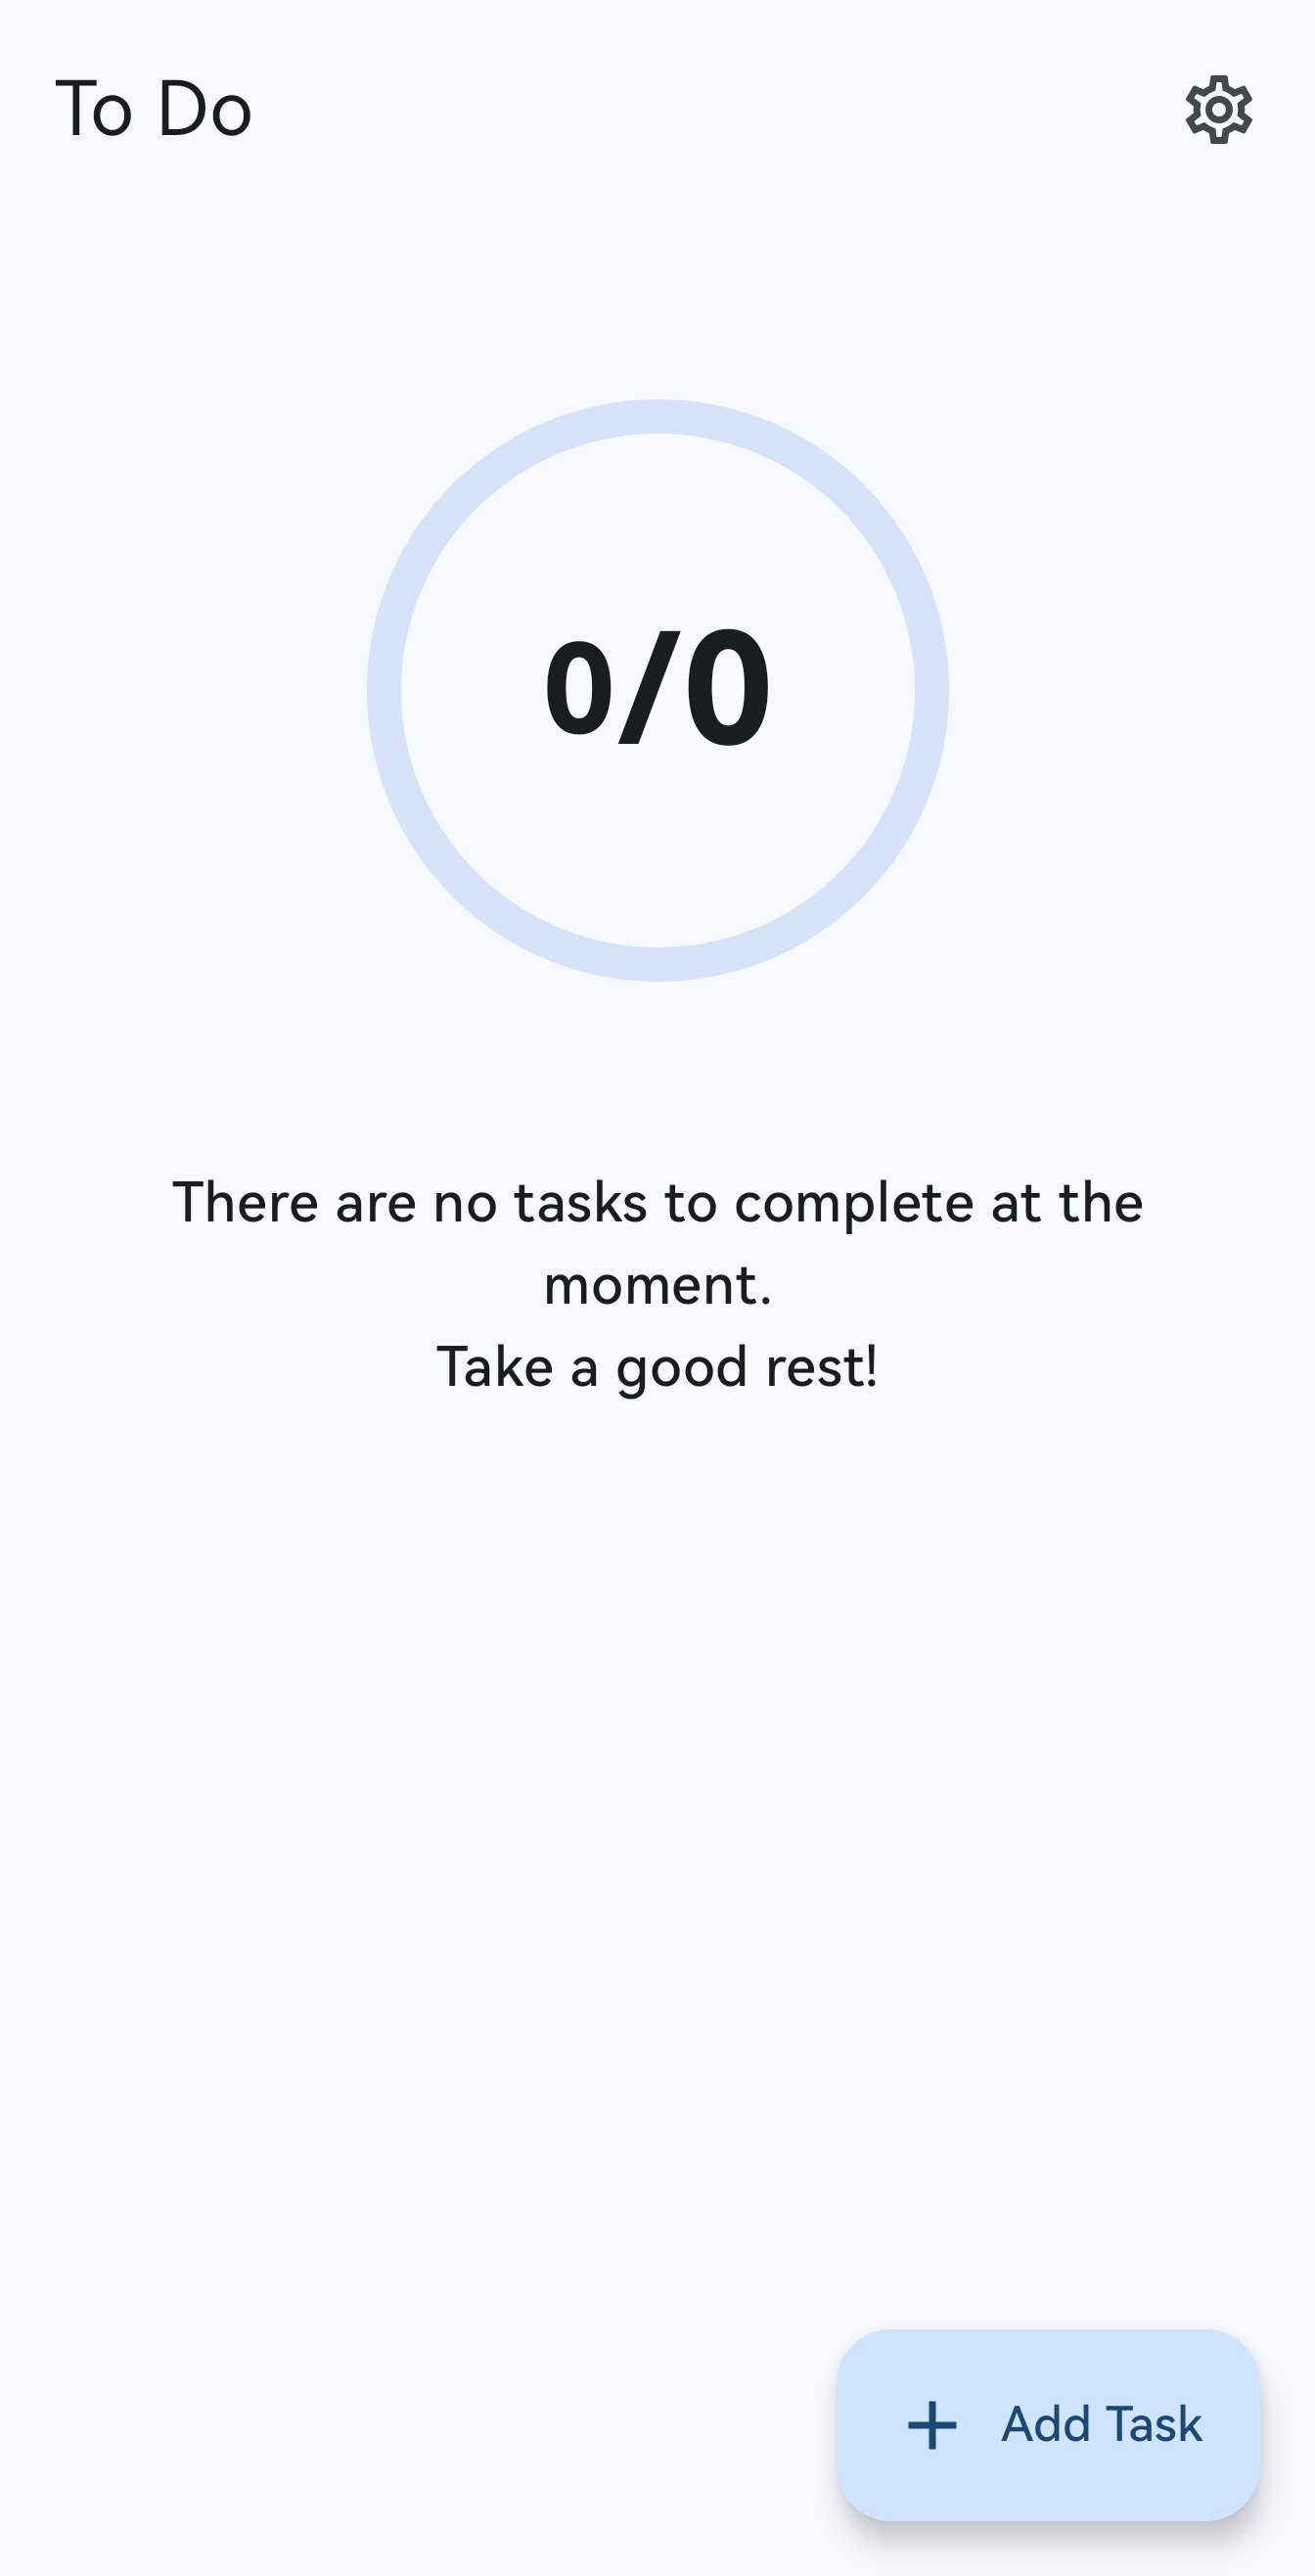 To Do
0/0
There are no tasks to complete at the
moment.
Take a good rest!
Add Task